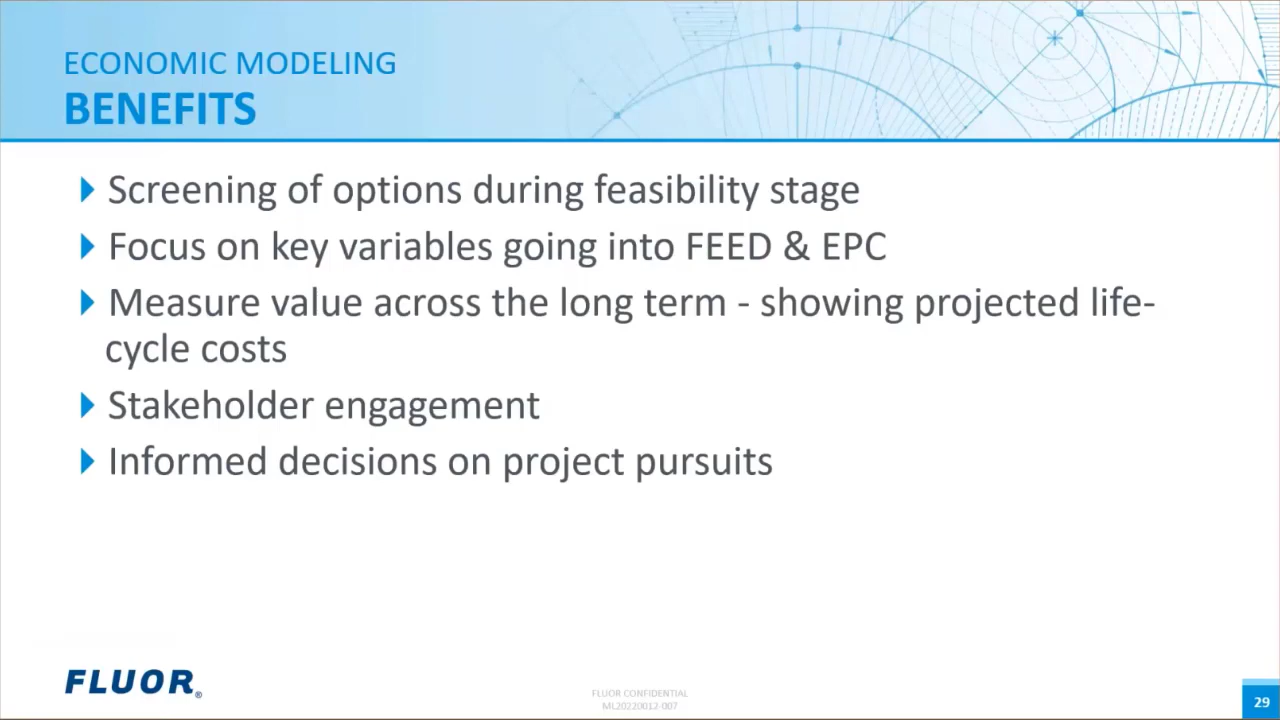 ECONOMIC MODELING
BENEFITS
Screening of options during feasibility stage
Focus on key variables going into FEED & EPC
Measure value across the long term - showing projected life-
cycle costs
Stakeholder engagement
Informed decisions on project pursuits
FLUOR®
FLUOR CONFIDENTIAL
ML20220012-007
29